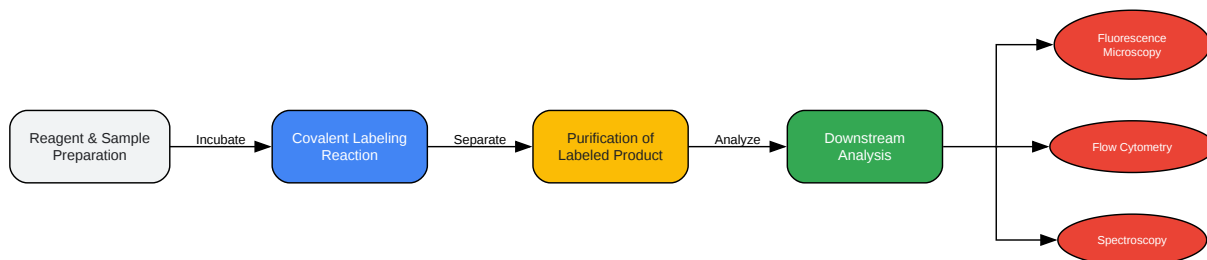 Reagent & Sample
Preparation
Incubate
Covalent Labeling
Reaction
Separate
Purification of
Labeled Product
Analyze
Downstream
Analysis
Fluorescence
Microscopy
Flow Cytometry
Spectroscopy